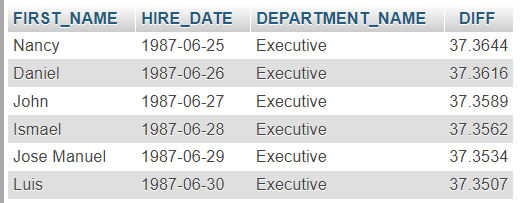 FIRST_NAME HIRE_DATE DEPARTMENT_NAME DIFF
Nancy 1987-06-25 Executive 37.3644
Daniel 1987-06-26 Executive 37.3616
John 1987-06-27 Executive 37.3589
Ismael 1987-06-28 Executive 37.3562
Jose Manuel 1987-06-29 Executive 37.3534
Luis 1987-06-30 Executive 37.3507